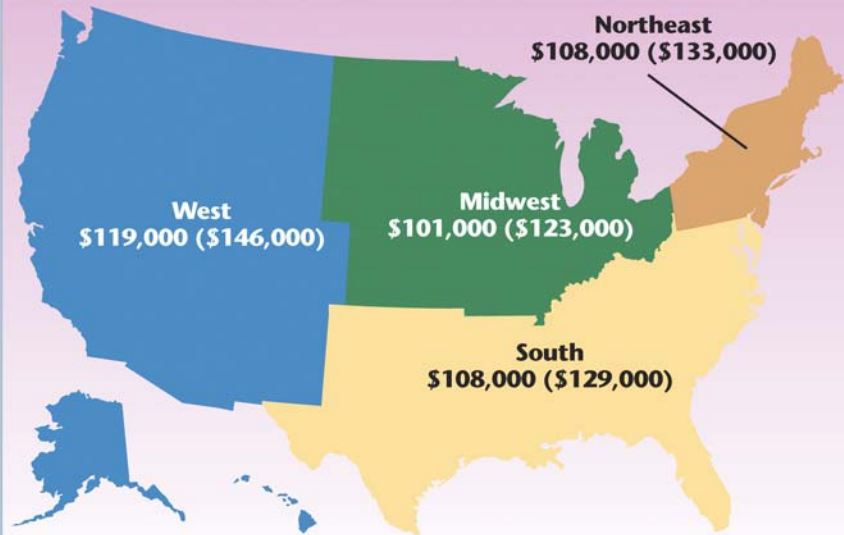 Northeast
$108,000 ($133,000)
West
$119,000 ($146,000)
Midwest
$101,000 ($123,000)
South
$108,000 ($129,000)